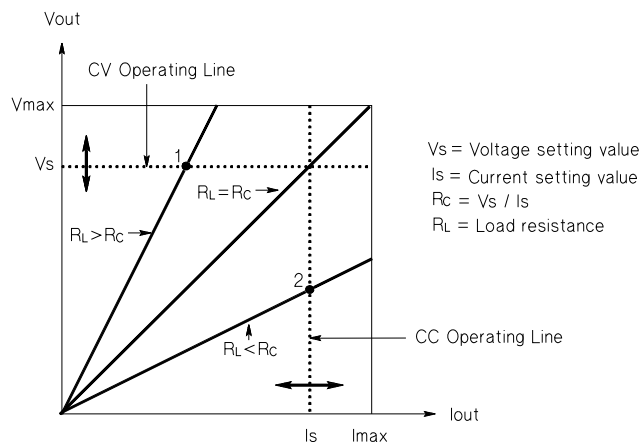 Vout
CV Operating Line
Vmax
Vs
1
RL=RC
RL>RC
2
RL<RC
CC Operating Line
Is
Imax
Iout
Vs = Voltage setting value
Is = Current setting value
Rc = Vs / Is
RL = Load resistance